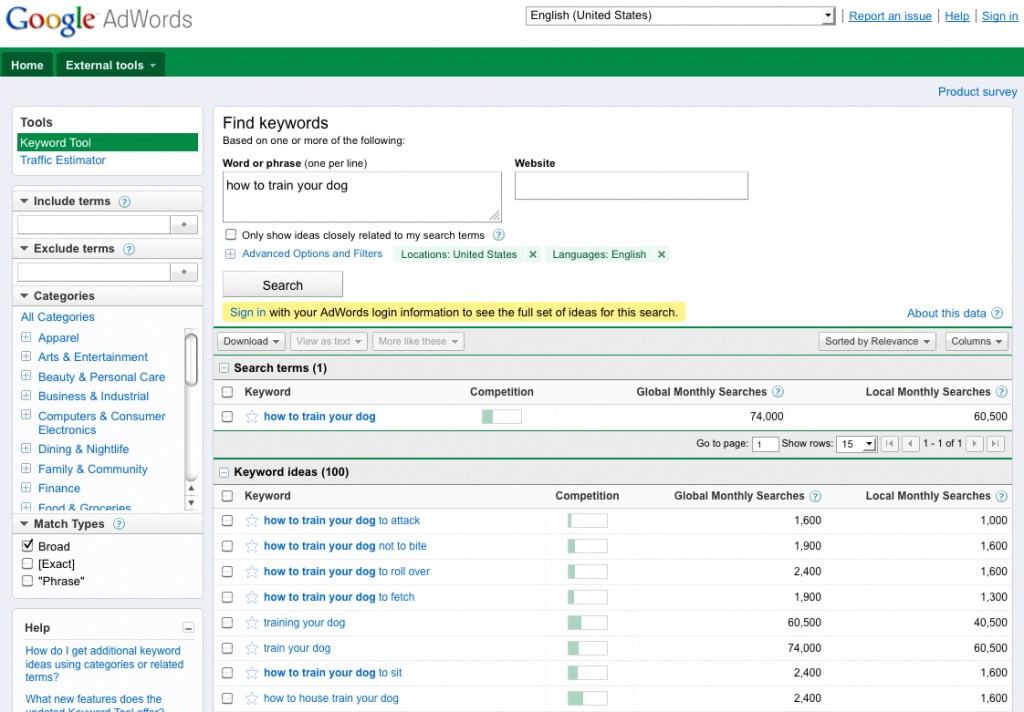 Google AdWords
English (United States)
Report an issue
Help
Sign in
Home
External tools
Product survey
Tools
Keyword Tool
Traffic Estimator
Include terms ?
+
Exclude terms ?
+
Categories
All Categories
Apparel
Arts & Entertainment
Beauty & Personal Care
Business & Industrial
Computers & Consumer
Electronics
Dining & Nightlife
Family & Community
Finance
Food & Groceries
Match Types ?
Broad
[Exact]
"Phrase"
Help
How do I get additional keyword
ideas using categories or related
terms?
What new features does the
updated Keyword Tool offer?
Find keywords
Based on one or more of the following:
Word or phrase (one per line)
how to train your dog
Website
Only show ideas closely related to my search terms ?
Advanced Options and Filters
Locations: United States ×
Languages: English ×
Search
Sign in with your AdWords login information to see the full set of ideas for this search.
About this data ?
Download
View as text
More like these
Sorted by Relevance
Columns
Search terms (1)
Keyword Competition Global Monthly Searches ? Local Monthly Searches ?
how to train your dog 74,000 60,500
Go to page: 1 Show rows: 15 1 - 1 of 1
Keyword ideas (100)
Keyword Competition Global Monthly Searches ? Local Monthly Searches ?
how to train your dog to attack 1,600 1,000
how to train your dog not to bite 1,900 1,600
how to train your dog to roll over 2,400 1,600
how to train your dog to fetch 1,900 1,300
training your dog 60,500 40,500
train your dog 74,000 60,500
how to train your dog to sit 2,400 1,600
how to house train your dog 2,400 1,600